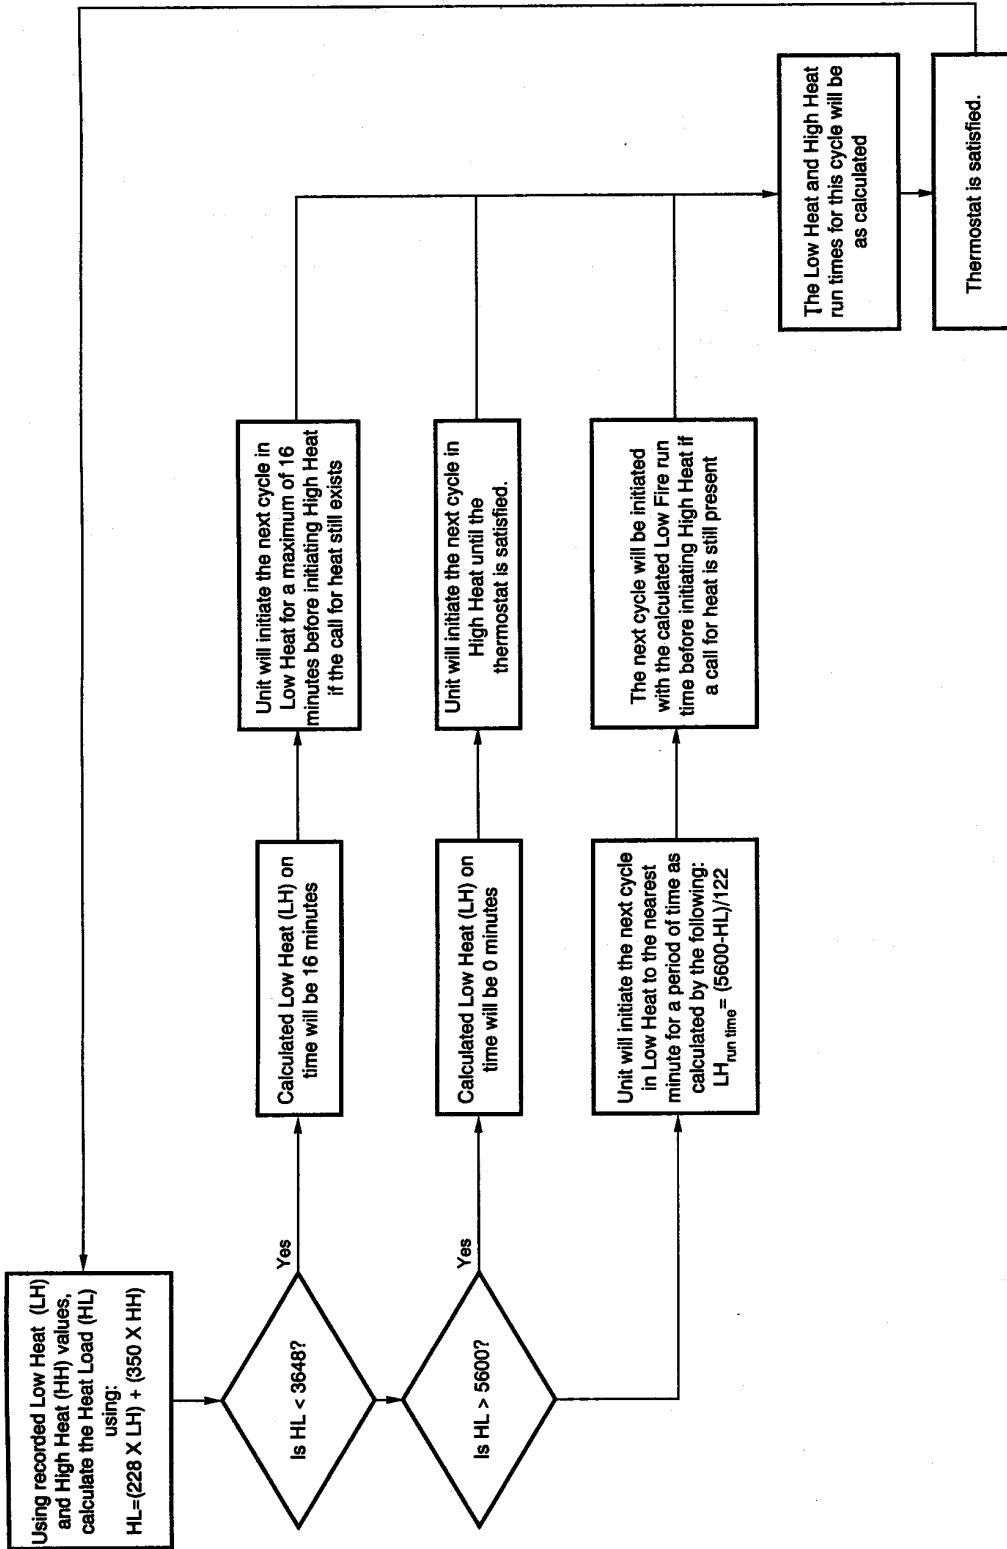 Using recorded Low Heat (LH)
and High Heat (HH) values,
calculate the Heat Load (HL)
using:
HL=(228 X LH) + (350 X HH)
Is HL < 3648?
Yes
Calculated Low Heat (LH) on
time will be 16 minutes
Unit will initiate the next cycle in
Low Heat for a maximum of 16
minutes before initiating High Heat
if the call for heat still exists
Is HL > 5600?
Yes
Calculated Low Heat (LH) on
time will be 0 minutes
Unit will initiate the next cycle in
High Heat until the
thermostat is satisfied.
Unit will initiate the next cycle
in Low Heat to the nearest
minute for a period of time as
calculated by the following:
LH run time = (5600-HL)/122
The next cycle will be initiated
with the calculated Low Fire run
time before initiating High Heat if
a call for heat is still present
The Low Heat and High Heat
run times for this cycle will be
as calculated
Thermostat is satisfied.